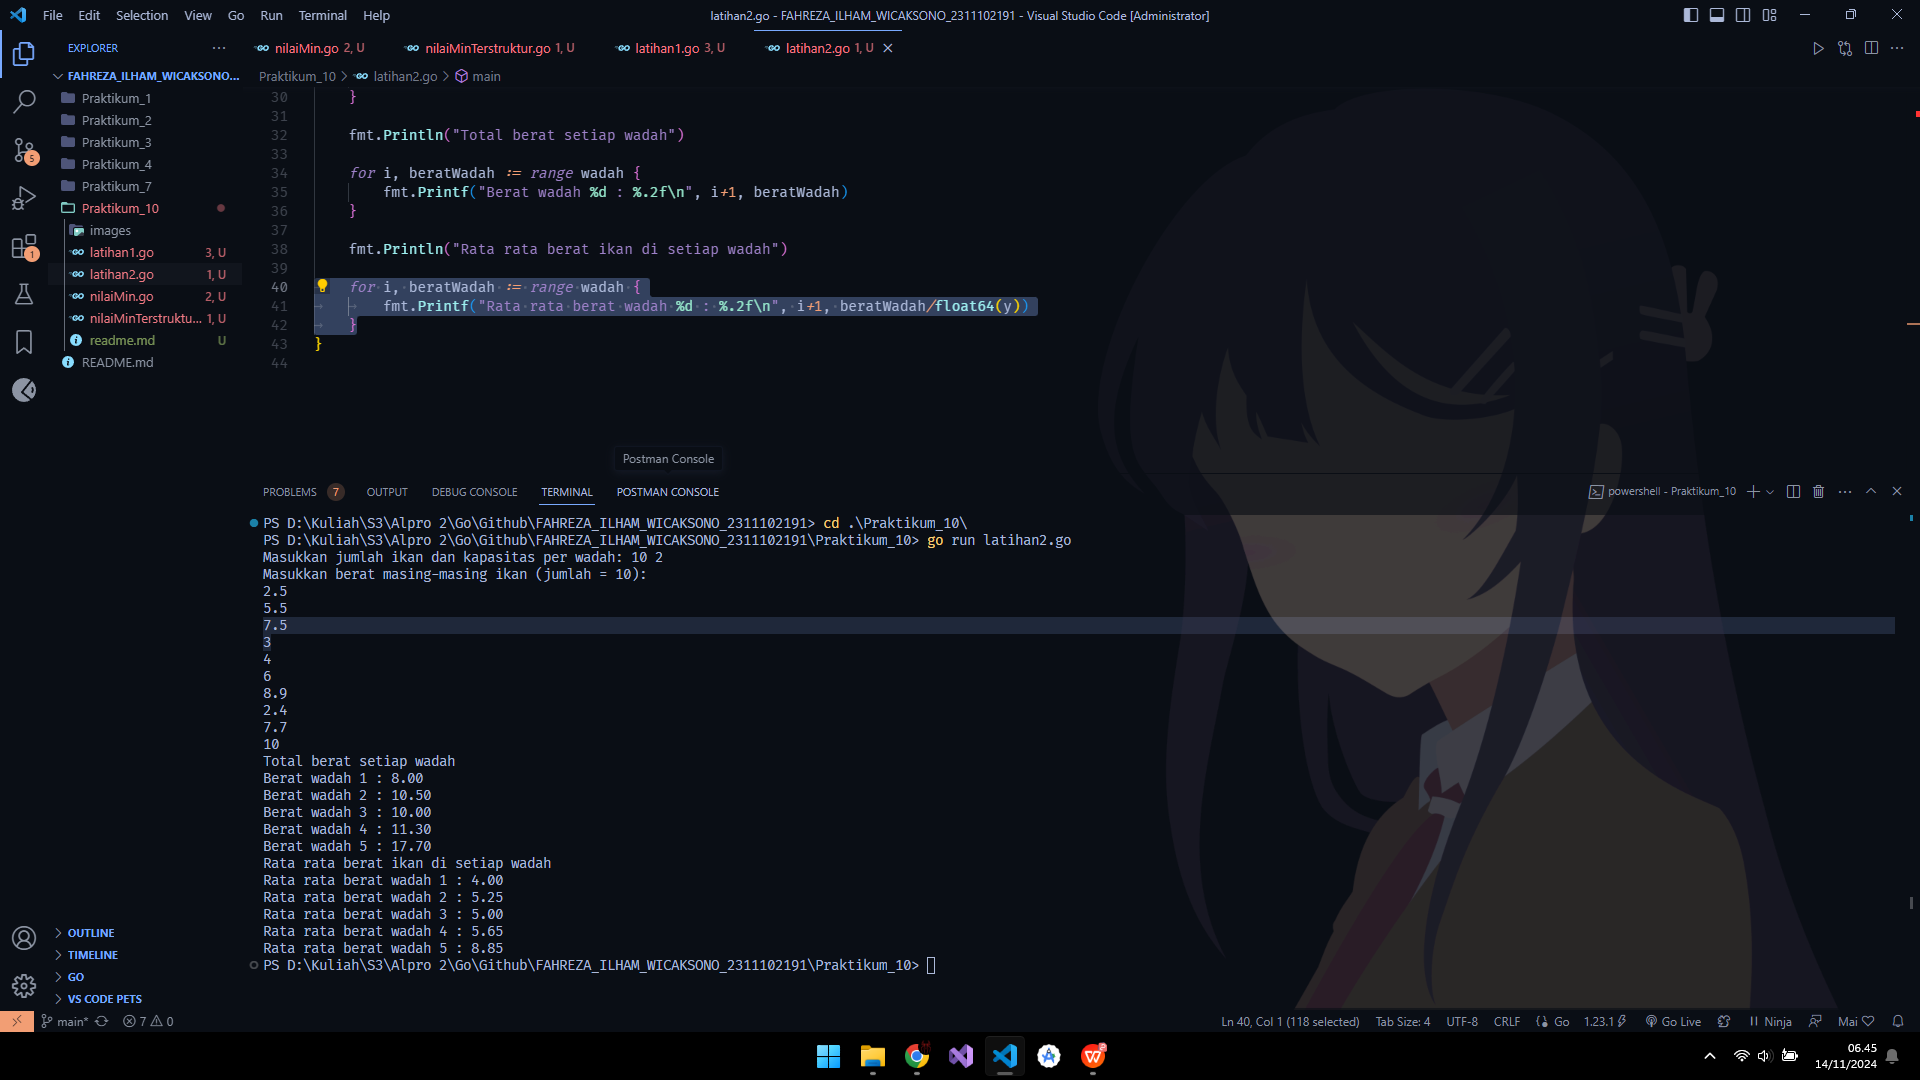 File Edit Selection View Go Run Terminal Help
latihan2.go - FAHREZA_ILHAM_WICAKSONO_2311102191 - Visual Studio Code [Administrator]
EXPLORER
FAHREZA_ILHAM_WICAKSONO...
Praktikum_1
Praktikum_2
Praktikum_3
Praktikum_4
Praktikum_7
Praktikum_10
images
latihan1.go 3, U
latihan2.go 1, U
nilaiMin.go 2, U
nilaiMinTerstruktu... 1, U
readme.md U
README.md
OUTLINE
TIMELINE
GO
VS CODE PETS
5
1
nilaiMin.go 2, U
nilaiMinTerstruktur.go 1, U
latihan1.go 3, U
latihan2.go 1, U
Praktikum_10 > latihan2.go > main
30 }
31
32 fmt.Println("Total berat setiap wadah")
33
34 for i, beratWadah := range wadah {
35 fmt.Printf("Berat wadah %d : %.2f\n", i+1, beratWadah)
36 }
37
38 fmt.Println("Rata rata berat ikan di setiap wadah")
39
40 for i, beratWadah := range wadah {
41 fmt.Printf("Rata rata berat wadah %d : %.2f\n", i+1, beratWadah/float64(y))
42 }
43 }
44
Postman Console
PROBLEMS 7 OUTPUT DEBUG CONSOLE TERMINAL POSTMAN CONSOLE
powershell - Praktikum_10
PS D:\Kuliah\S3\Alpro 2\Go\Github\FAHREZA_ILHAM_WICAKSONO_2311102191> cd .\Praktikum_10\
PS D:\Kuliah\S3\Alpro 2\Go\Github\FAHREZA_ILHAM_WICAKSONO_2311102191\Praktikum_10> go run latihan2.go
Masukkan jumlah ikan dan kapasitas per wadah: 10 2
Masukkan berat masing-masing ikan (jumlah = 10):
2.5
5.5
7.5
3
4
6
8.9
2.4
7.7
10
Total berat setiap wadah
Berat wadah 1 : 8.00
Berat wadah 2 : 10.50
Berat wadah 3 : 10.00
Berat wadah 4 : 11.30
Berat wadah 5 : 17.70
Rata rata berat ikan di setiap wadah
Rata rata berat wadah 1 : 4.00
Rata rata berat wadah 2 : 5.25
Rata rata berat wadah 3 : 5.00
Rata rata berat wadah 4 : 5.65
Rata rata berat wadah 5 : 8.85
PS D:\Kuliah\S3\Alpro 2\Go\Github\FAHREZA_ILHAM_WICAKSONO_2311102191\Praktikum_10>
main* 7 0
Ln 40, Col 1 (118 selected) Tab Size: 4 UTF-8 CRLF Go 1.23.1 Go Live Ninja Mai
06.45
14/11/2024